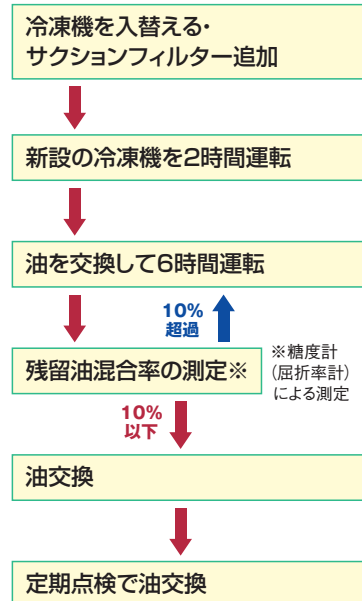 冷凍機を入替える・
サクションフィルター追加
新設の冷凍機を2時間運転
油を交換して6時間運転
10%
超過
残留油混合率の測定※
※糖度計
(屈折率計)
による測定
10%
以下
油交換
定期点検で油交換